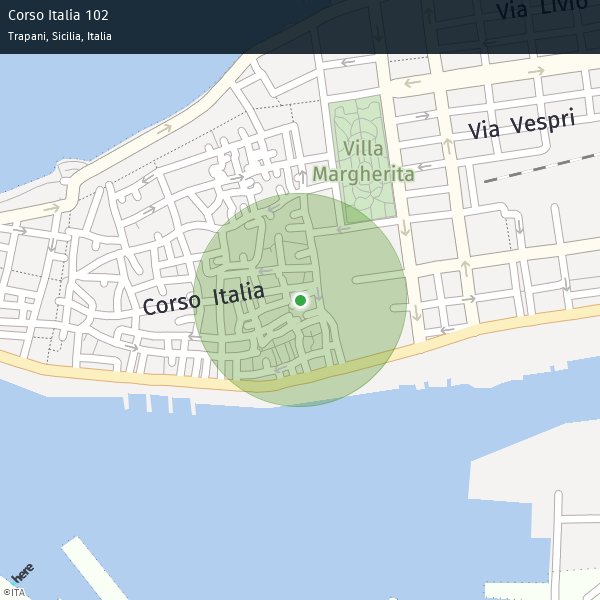 Corso Italia 102
Trapani, Sicilia, Italia
Via Livio
Via Vespri
Villa
Margherita
Corso Italia
here
©ITA